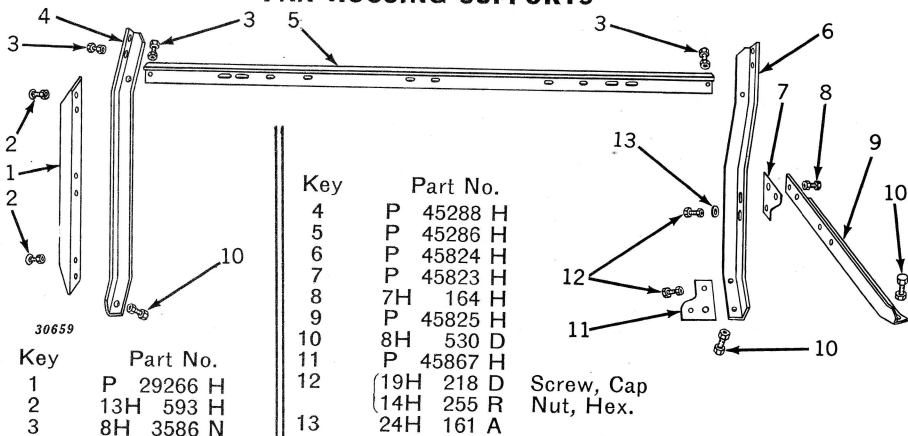 FAN HOUSING SUPPORTS
4
3
3
5
3
6
2
1
2
10
7
8
9
13
10
12
11
10
30659
Key Part No.
1 P 29266 H
2 13H 593 H
3 8H 3586 N
Key Part No.
4 P 45288 H
5 P 45286 H
6 P 45824 H
7 P 45823 H
8 7H 164 H
9 P 45825 H
10 8H 530 D
11 P 45867 H
12 19H 218 D Screw, Cap
14H 255 R Nut, Hex.
13 24H 161 A